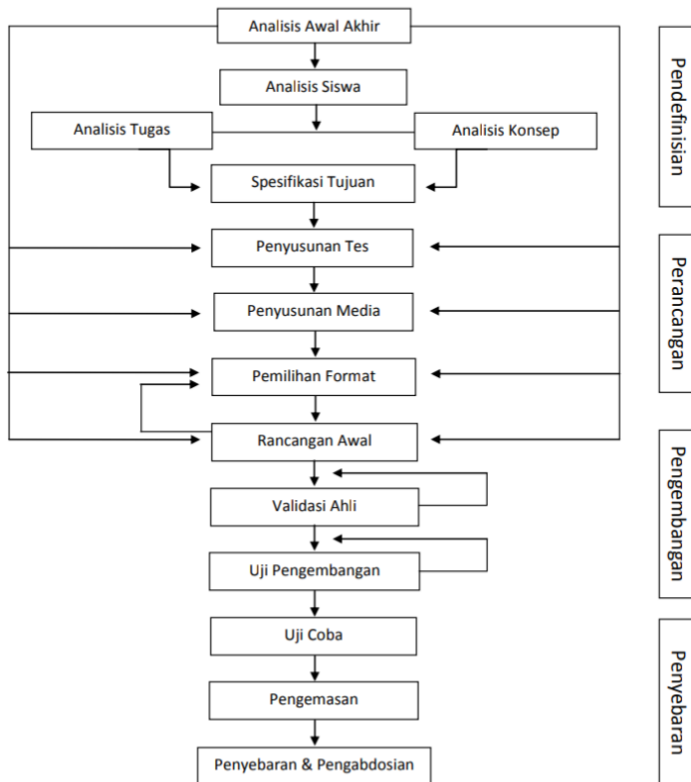 Analisis Awal Akhir
Analisis Siswa
Analisis Tugas
Analisis Konsep
Spesifikasi Tujuan
Penyusunan Tes
Penyusunan Media
Pemilihan Format
Rancangan Awal
Validasi Ahli
Uji Pengembangan
Uji Coba
Pengemasan
Penyebaran & Pengabdosian
Pendefinisian
Perancangan
Pengembangan
Penyebaran